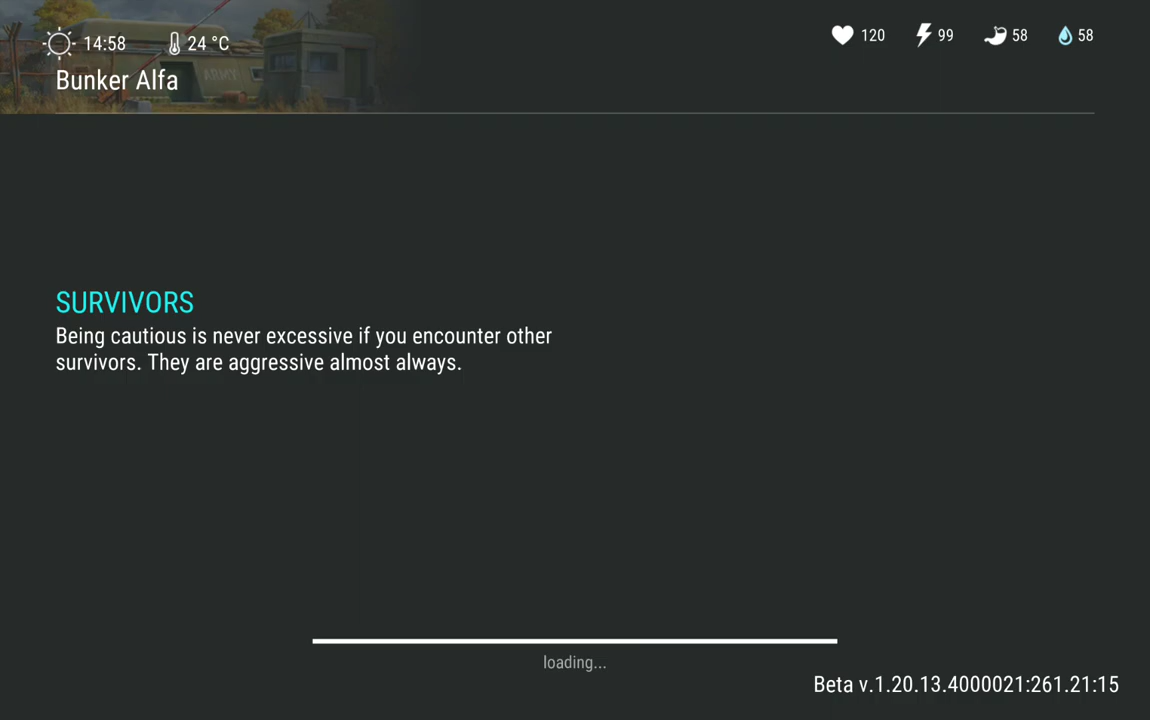 14:58 24 °C
120 99 58 58
Bunker Alfa
SURVIVORS
Being cautious is never excessive if you encounter other
survivors. They are aggressive almost always.
loading...
Beta v.1.20.13.4000021:261.21:15